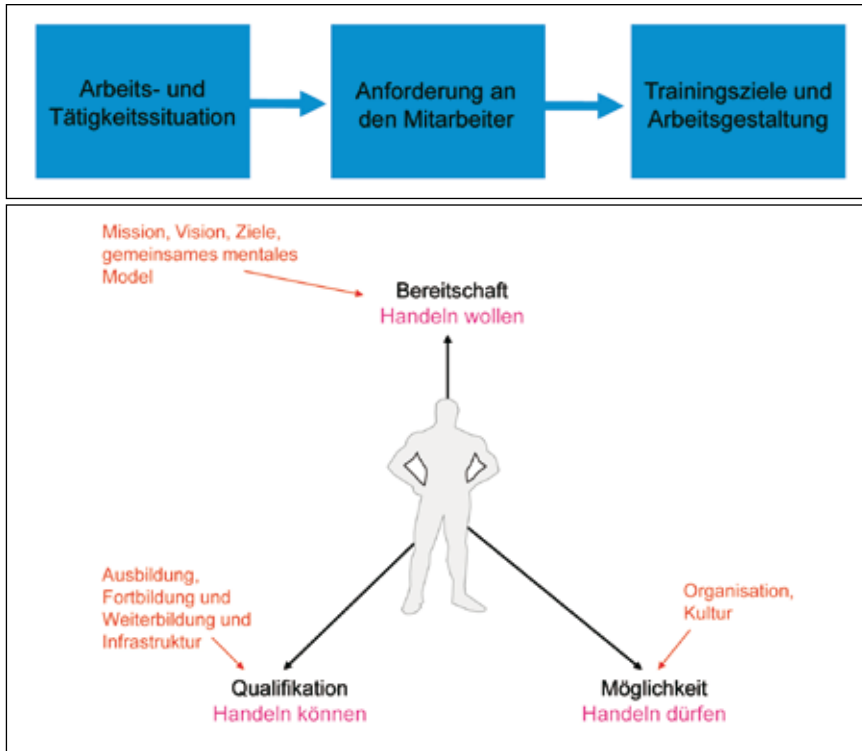 Arbeits- und
Tätigkeitssituation
Anforderung an
den Mitarbeiter
Trainingsziele und
Arbeitsgestaltung
Mission, Vision, Ziele,
gemeinsames mentales
Model
Bereitschaft
Handeln wollen
Ausbildung,
Fortbildung und
Weiterbildung und
Infrastruktur
Organisation,
Kultur
Qualifikation
Handeln können
Möglichkeit
Handeln dürfen